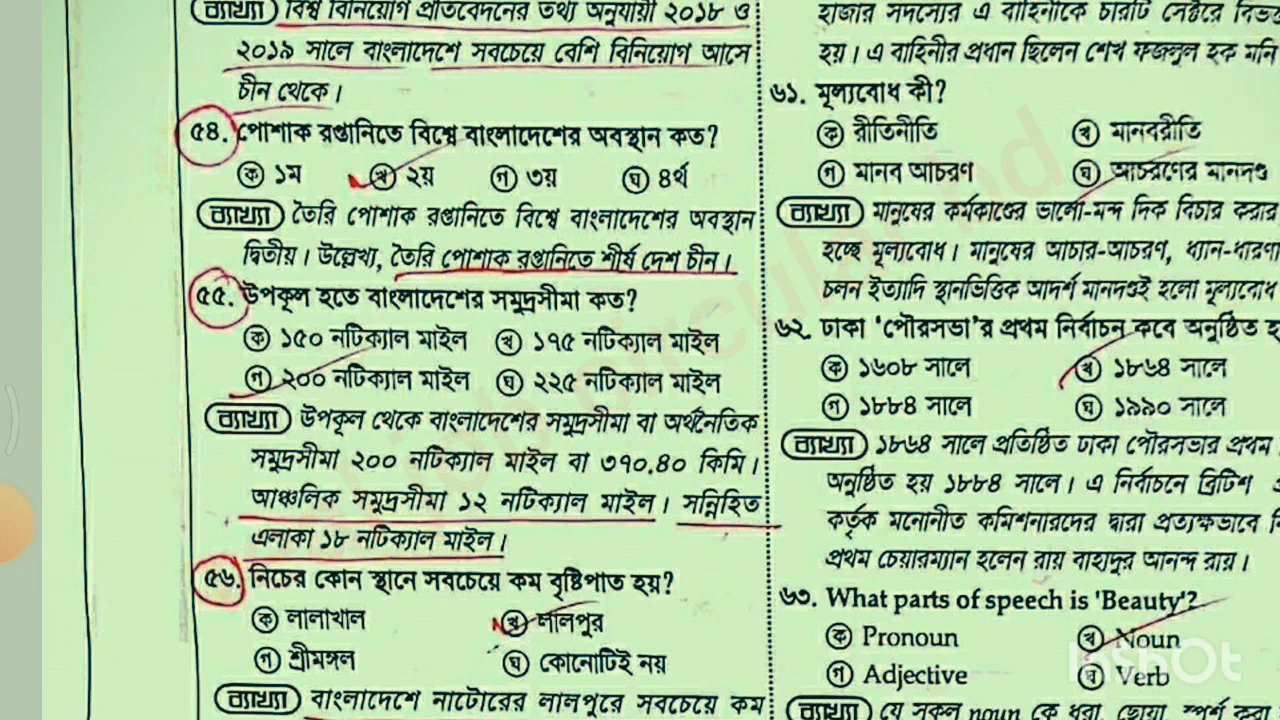 ব্যাখ্যা বিশ্ব বিনিয়োগ প্রতিবেদনের তথ্য অনুযায়ী ২০১৮ ও
২০১৯ সালে বাংলাদেশে সবচেয়ে বেশি বিনিয়োগ আসে
চীন থেকে।
৫৪. পোশাক রপ্তানিতে বিশ্বে বাংলাদেশের অবস্থান কত?
ক ১ম খ ২য় গ ৩য় ঘ ৪র্থ
ব্যাখ্যা তৈরি পোশাক রপ্তানিতে বিশ্বে বাংলাদেশের অবস্থান
দ্বিতীয়। উল্লেখ্য, তৈরি পোশাক রপ্তানিতে শীর্ষ দেশ চীন।
৫৫. উপকূল হতে বাংলাদেশের সমুদ্রসীমা কত?
ক ১৫০ নটিক্যাল মাইল খ ১৭৫ নটিক্যাল মাইল
গ ২০০ নটিক্যাল মাইল ঘ ২২৫ নটিক্যাল মাইল
ব্যাখ্যা উপকূল থেকে বাংলাদেশের সমুদ্রসীমা বা অর্থনৈতিক
সমুদ্রসীমা ২০০ নটিক্যাল মাইল বা ৩৭০.৪০ কিমি।
আঞ্চলিক সমুদ্রসীমা ১২ নটিক্যাল মাইল। সন্নিহিত
এলাকা ১৮ নটিক্যাল মাইল।
৫৬. নিচের কোন স্থানে সবচেয়ে কম বৃষ্টিপাত হয়?
ক লালাখাল খ লালপুর
গ শ্রীমঙ্গল ঘ কোনোটিই নয়
ব্যাখ্যা বাংলাদেশে নাটোরের লালপুরে সবচেয়ে কম
হাজার সদস্যের এ বাহিনীকে চারটি সেক্টরে
হয়। এ বাহিনীর প্রধান ছিলেন শেখ ফজলুল হক মনি
৬১. মূল্যবোধ কী?
ক রীতিনীতি খ মানবরীতি
গ মানব আচরণ ঘ আচরণের মানদণ্ড
ব্যাখ্যা মানুষের কর্মকাণ্ডের ভালো-মন্দ দিক বিচার করার
হচ্ছে মূল্যবোধ। মানুষের আচার-আচরণ, ধ্যান-ধারণা
চলন ইত্যাদি স্থানভিত্তিক আদর্শ মানদণ্ডই হলো মূল্যবোধ
৬২. ঢাকা 'পৌরসভা'র প্রথম নির্বাচন কবে অনুষ্ঠিত
ক ১৬০৮ সালে খ ১৮৬৪ সালে
গ ১৮৮৪ সালে ঘ ১৯৯০ সালে
ব্যাখ্যা ১৮৬৪ সালে প্রতিষ্ঠিত ঢাকা পৌরসভার প্রথম
অনুষ্ঠিত হয় ১৮৮৪ সালে। এ নির্বাচনে ব্রিটিশ
কর্তৃক মনোনীত কমিশনারদের দ্বারা প্রত্যক্ষভাবে
প্রথম চেয়ারম্যান হলেন রায় বাহাদুর আনন্দ রায়।
৬৩. What parts of speech is 'Beauty'?
ক Pronoun খ Noun
গ Adjective ঘ Verb
ব্যাখ্যা যে সকল noun কে ধরা, ছোয়া, স্পর্শ করা
InShOt